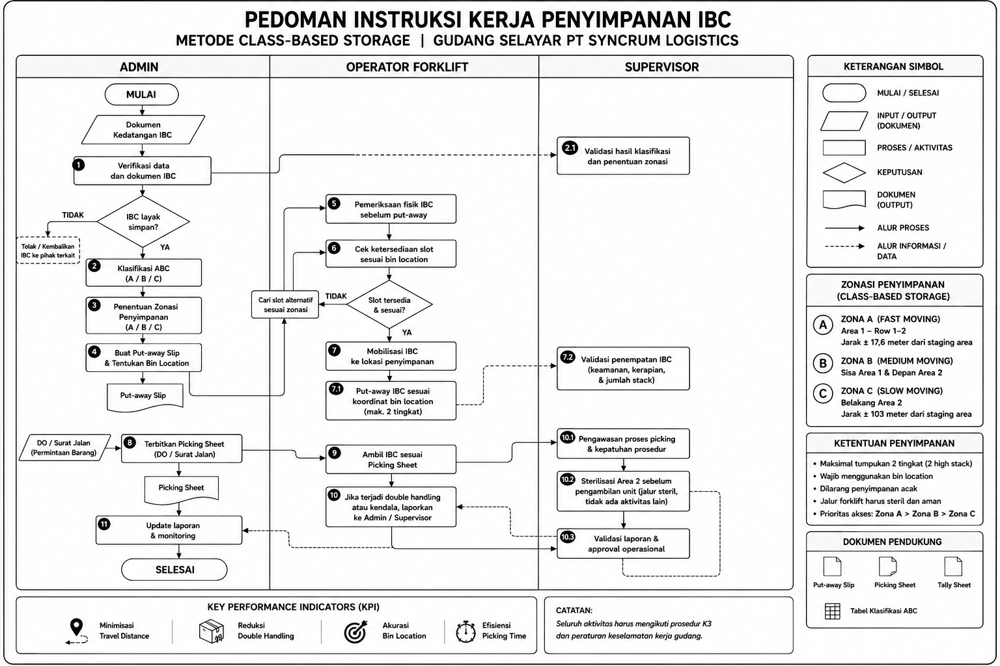 PEDOMAN INSTRUKSI KERJA PENYIMPANAN IBC
METODE CLASS-BASED STORAGE | GUDANG SELAYAR PT SYNCRUM LOGISTICS
ADMIN
MULAI
Dokumen
Kedatangan IBC
1
Verifikasi data
dan dokumen IBC
IBC layak
simpan?
TIDAK
YA
Tolak / Kembalikan
IBC ke pihak terkait
2
Klasifikasi ABC
(A / B / C)
3
Penentuan Zonasi
Penyimpanan
(A / B / C)
4
Buat Put-away Slip
& Tentukan Bin Location
Put-away Slip
DO / Surat Jalan
(Permintaan Barang)
8
Terbitkan Picking Sheet
(DO / Surat Jalan)
Picking Sheet
11
Update laporan
& monitoring
SELESAI
OPERATOR FORKLIFT
5
Pemeriksaan fisik IBC
sebelum put-away
6
Cek ketersediaan slot
sesuai bin location
Cari slot alternatif
sesuai zonasi
TIDAK
Slot tersedia
& sesuai?
YA
7
Mobilisasi IBC
ke lokasi penyimpanan
7.1
Put-away IBC sesuai
koordinat bin location
(mak. 2 tingkat)
9
Ambil IBC sesuai
Picking Sheet
10
Jika terjadi double handling
atau kendala, laporkan
ke Admin / Supervisor
SUPERVISOR
2.1
Validasi hasil klasifikasi
dan penentuan zonasi
7.2
Validasi penempatan IBC
(keamanan, kerapian,
& jumlah stack)
10.1
Pengawasan proses picking
& kepatuhan prosedur
10.2
Sterilisasi Area 2 sebelum
pengambilan unit (jalur steril,
tidak ada aktivitas lain)
10.3
Validasi laporan &
approval operasional
KETERANGAN SIMBOL
MULAI / SELESAI
INPUT / OUTPUT
(DOKUMEN)
PROSES / AKTIVITAS
KEPUTUSAN
DOKUMEN
(OUTPUT)
ALUR PROSES
ALUR INFORMASI /
DATA
ZONASI PENYIMPANAN
(CLASS-BASED STORAGE)
A
ZONA A (FAST MOVING)
Area 1 – Row 1–2
Jarak ± 17,6 meter dari staging area
B
ZONA B (MEDIUM MOVING)
Sisa Area 1 & Depan Area 2
C
ZONA C (SLOW MOVING)
Belakang Area 2
Jarak ± 103 meter dari staging area
KETENTUAN PENYIMPANAN
• Maksimal tumpukan 2 tingkat (2 high stack)
• Wajib menggunakan bin location
• Dilarang penyimpanan acak
• Jalur forklift harus steril dan aman
• Prioritas akses: Zona A > Zona B > Zona C
DOKUMEN PENDUKUNG
Put-away Slip
Picking Sheet
Tally Sheet
Tabel Klasifikasi ABC
KEY PERFORMANCE INDICATORS (KPI)
Minimisasi
Travel Distance
Reduksi
Double Handling
Akurasi
Bin Location
Efisiensi
Picking Time
CATATAN:
Seluruh aktivitas harus mengikuti prosedur K3
dan peraturan keselamatan kerja gudang.